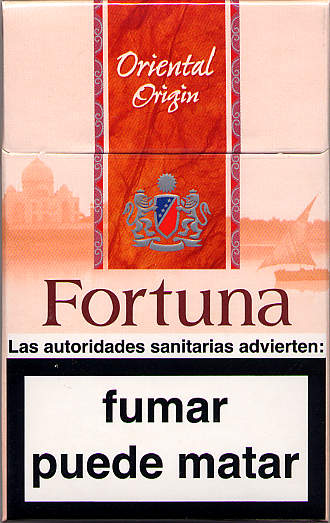 Oriental
Origin
Fortuna
Las autoridades sanitarias advierten:
fumar
puede matar